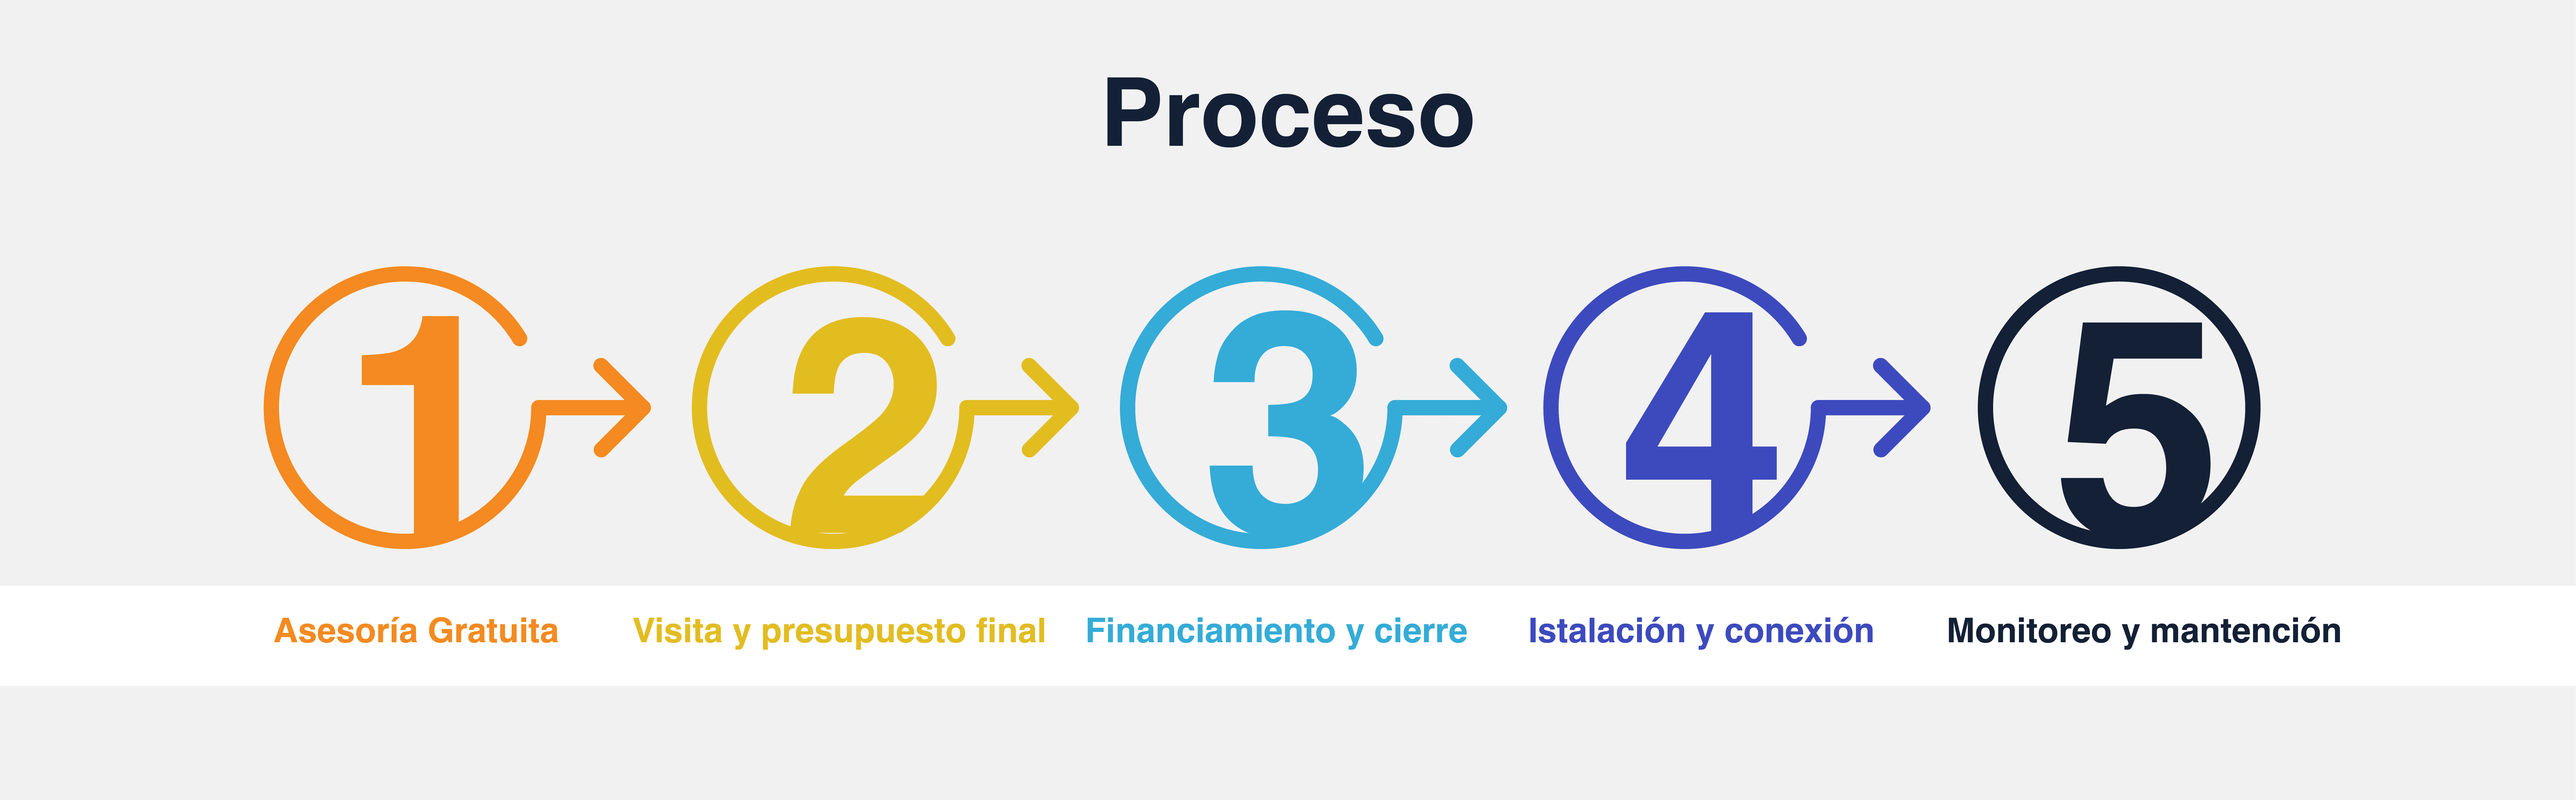 Proceso
1 2 3 4 5
Asesoría Gratuita
Visita y presupuesto final
Financiamiento y cierre
Istalación y conexión
Monitoreo y mantención